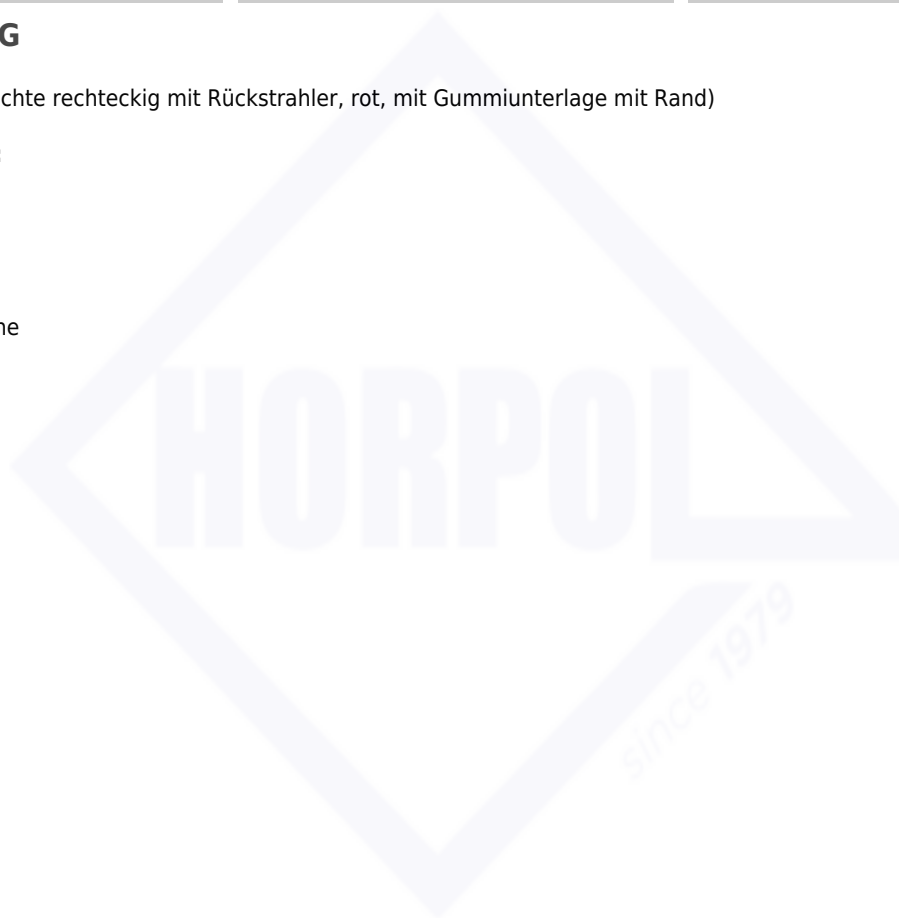 G
chte rechteckig mit Rückstrahler, rot, mit Gummiunterlage mit Rand)
ne
HORPOL
since 1979